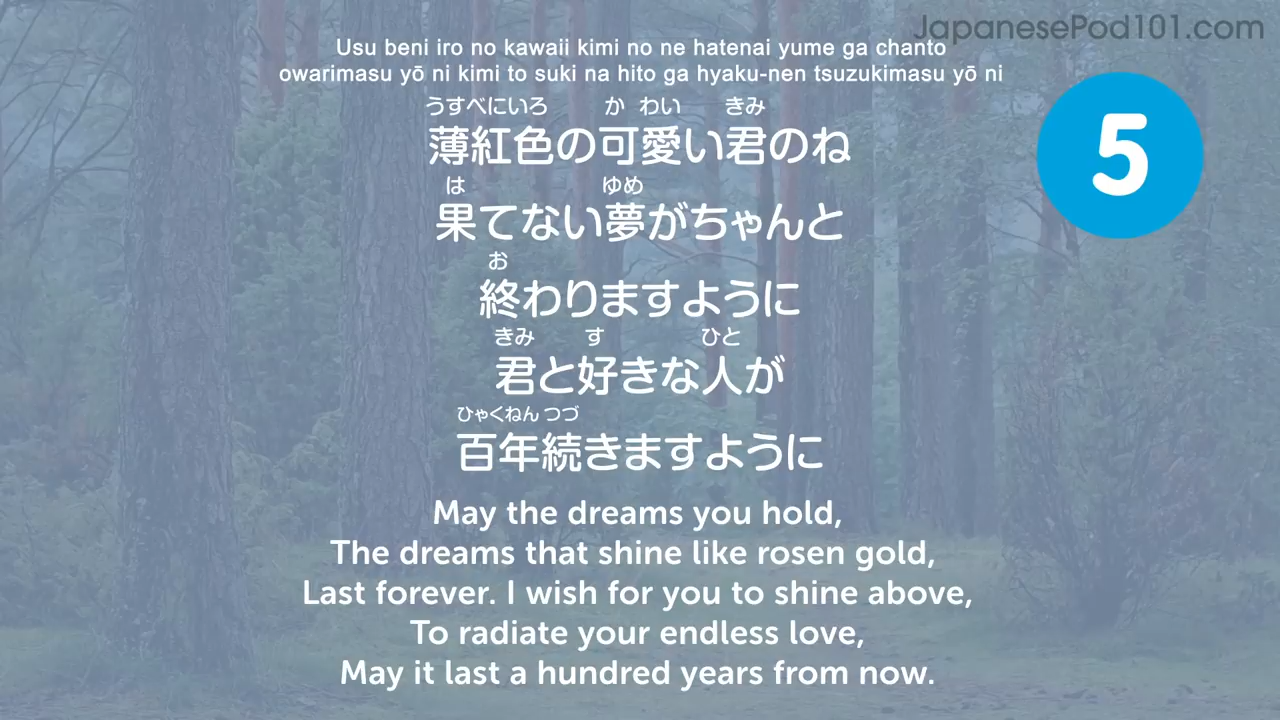 JapanesePod101.com
Usu beni iro no kawaii kimi no ne hatenai yume ga chanto
owarimasu yō ni kimi to suki na hito ga hyaku-nen tsuzukimasu yō ni
5
うすべにいろ か わい きみ
薄紅色の可愛い君のね
は ゆめ
果てない夢がちゃんと
お
終わりますように
きみ す ひと
君と好きな人が
ひゃくねん つづ
百年続きますように
May the dreams you hold,
The dreams that shine like rosen gold,
Last forever. I wish for you to shine above,
To radiate your endless love,
May it last a hundred years from now.